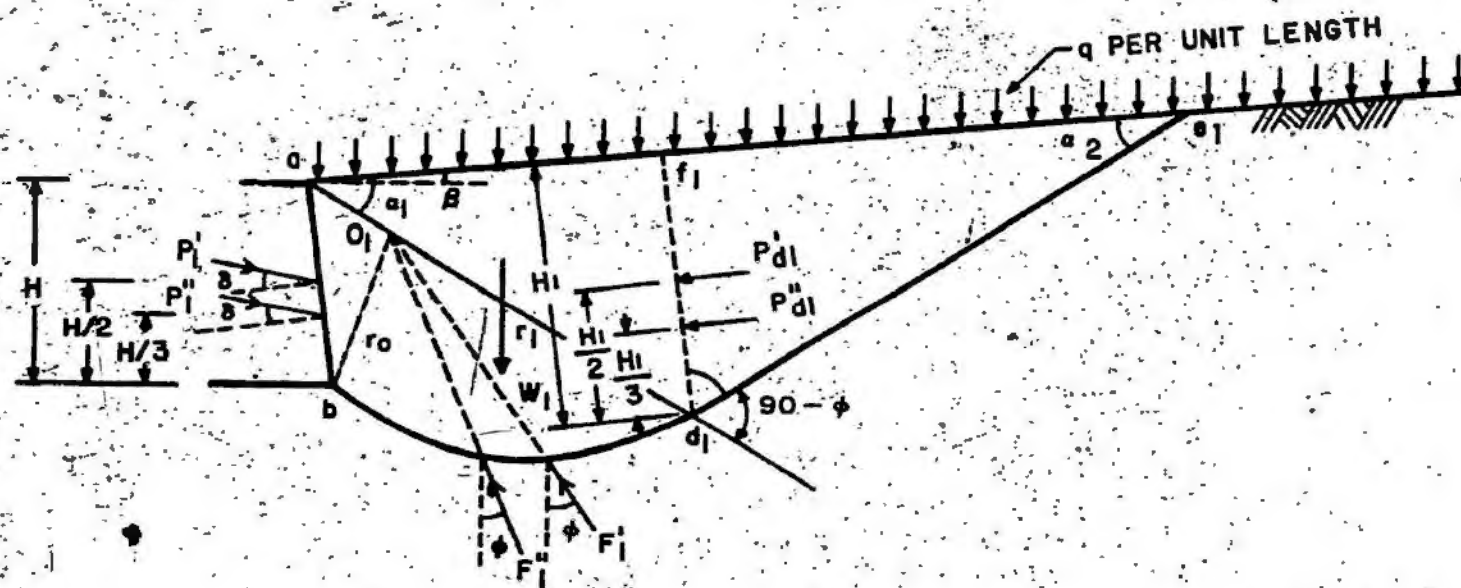 q PER UNIT LENGTH
a
f₁
α₂
e₁
α₁
β
O₁
P'₁
δ
P''₁
δ
H
H/2
H/3
r₀
r₁
W₁
H₁
H₁/2
H₁/3
P'd₁
P''d₁
b
d₁
90 - φ
φ
φ
F''₁
F'₁